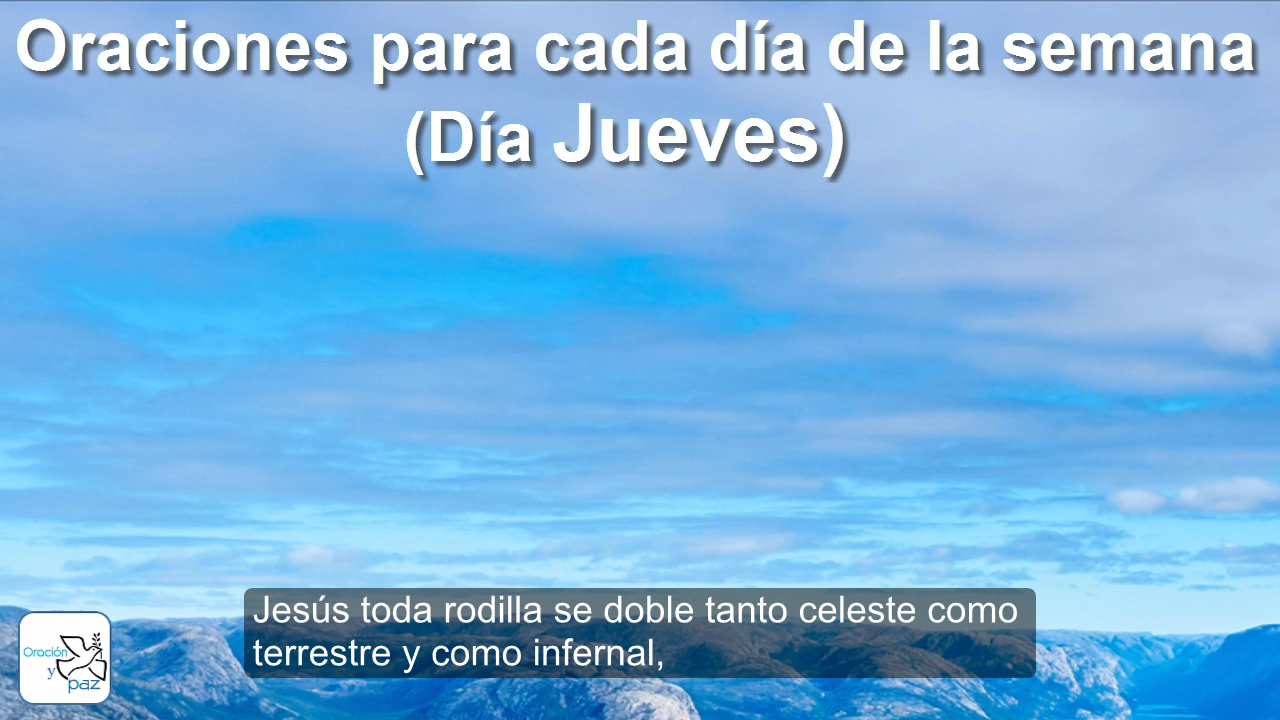 Oraciones para cada día de la semana
(Día Jueves)
Jesús toda rodilla se doble tanto celeste como
terrestre y como infernal,
Oración
y
paz